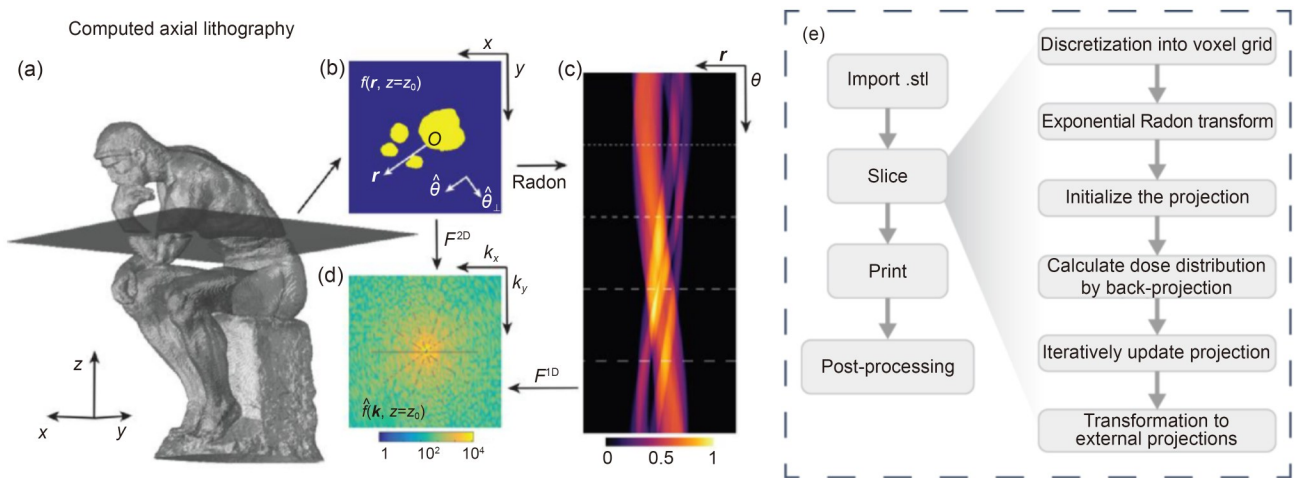 Computed axial lithography
(a)
z
x
y
(b)
x
y
f(r, z=z₀)
O
r
θ̂
θ̂⊥
Radon
F²ᴰ
(c)
r
θ
0
0.5
1
(d)
kₓ
k_y
f̂(k, z=z₀)
1
10²
10⁴
F¹ᴰ
(e)
Import .stl
Slice
Print
Post-processing
Discretization into voxel grid
Exponential Radon transform
Initialize the projection
Calculate dose distribution
by back-projection
Iteratively update projection
Transformation to
external projections